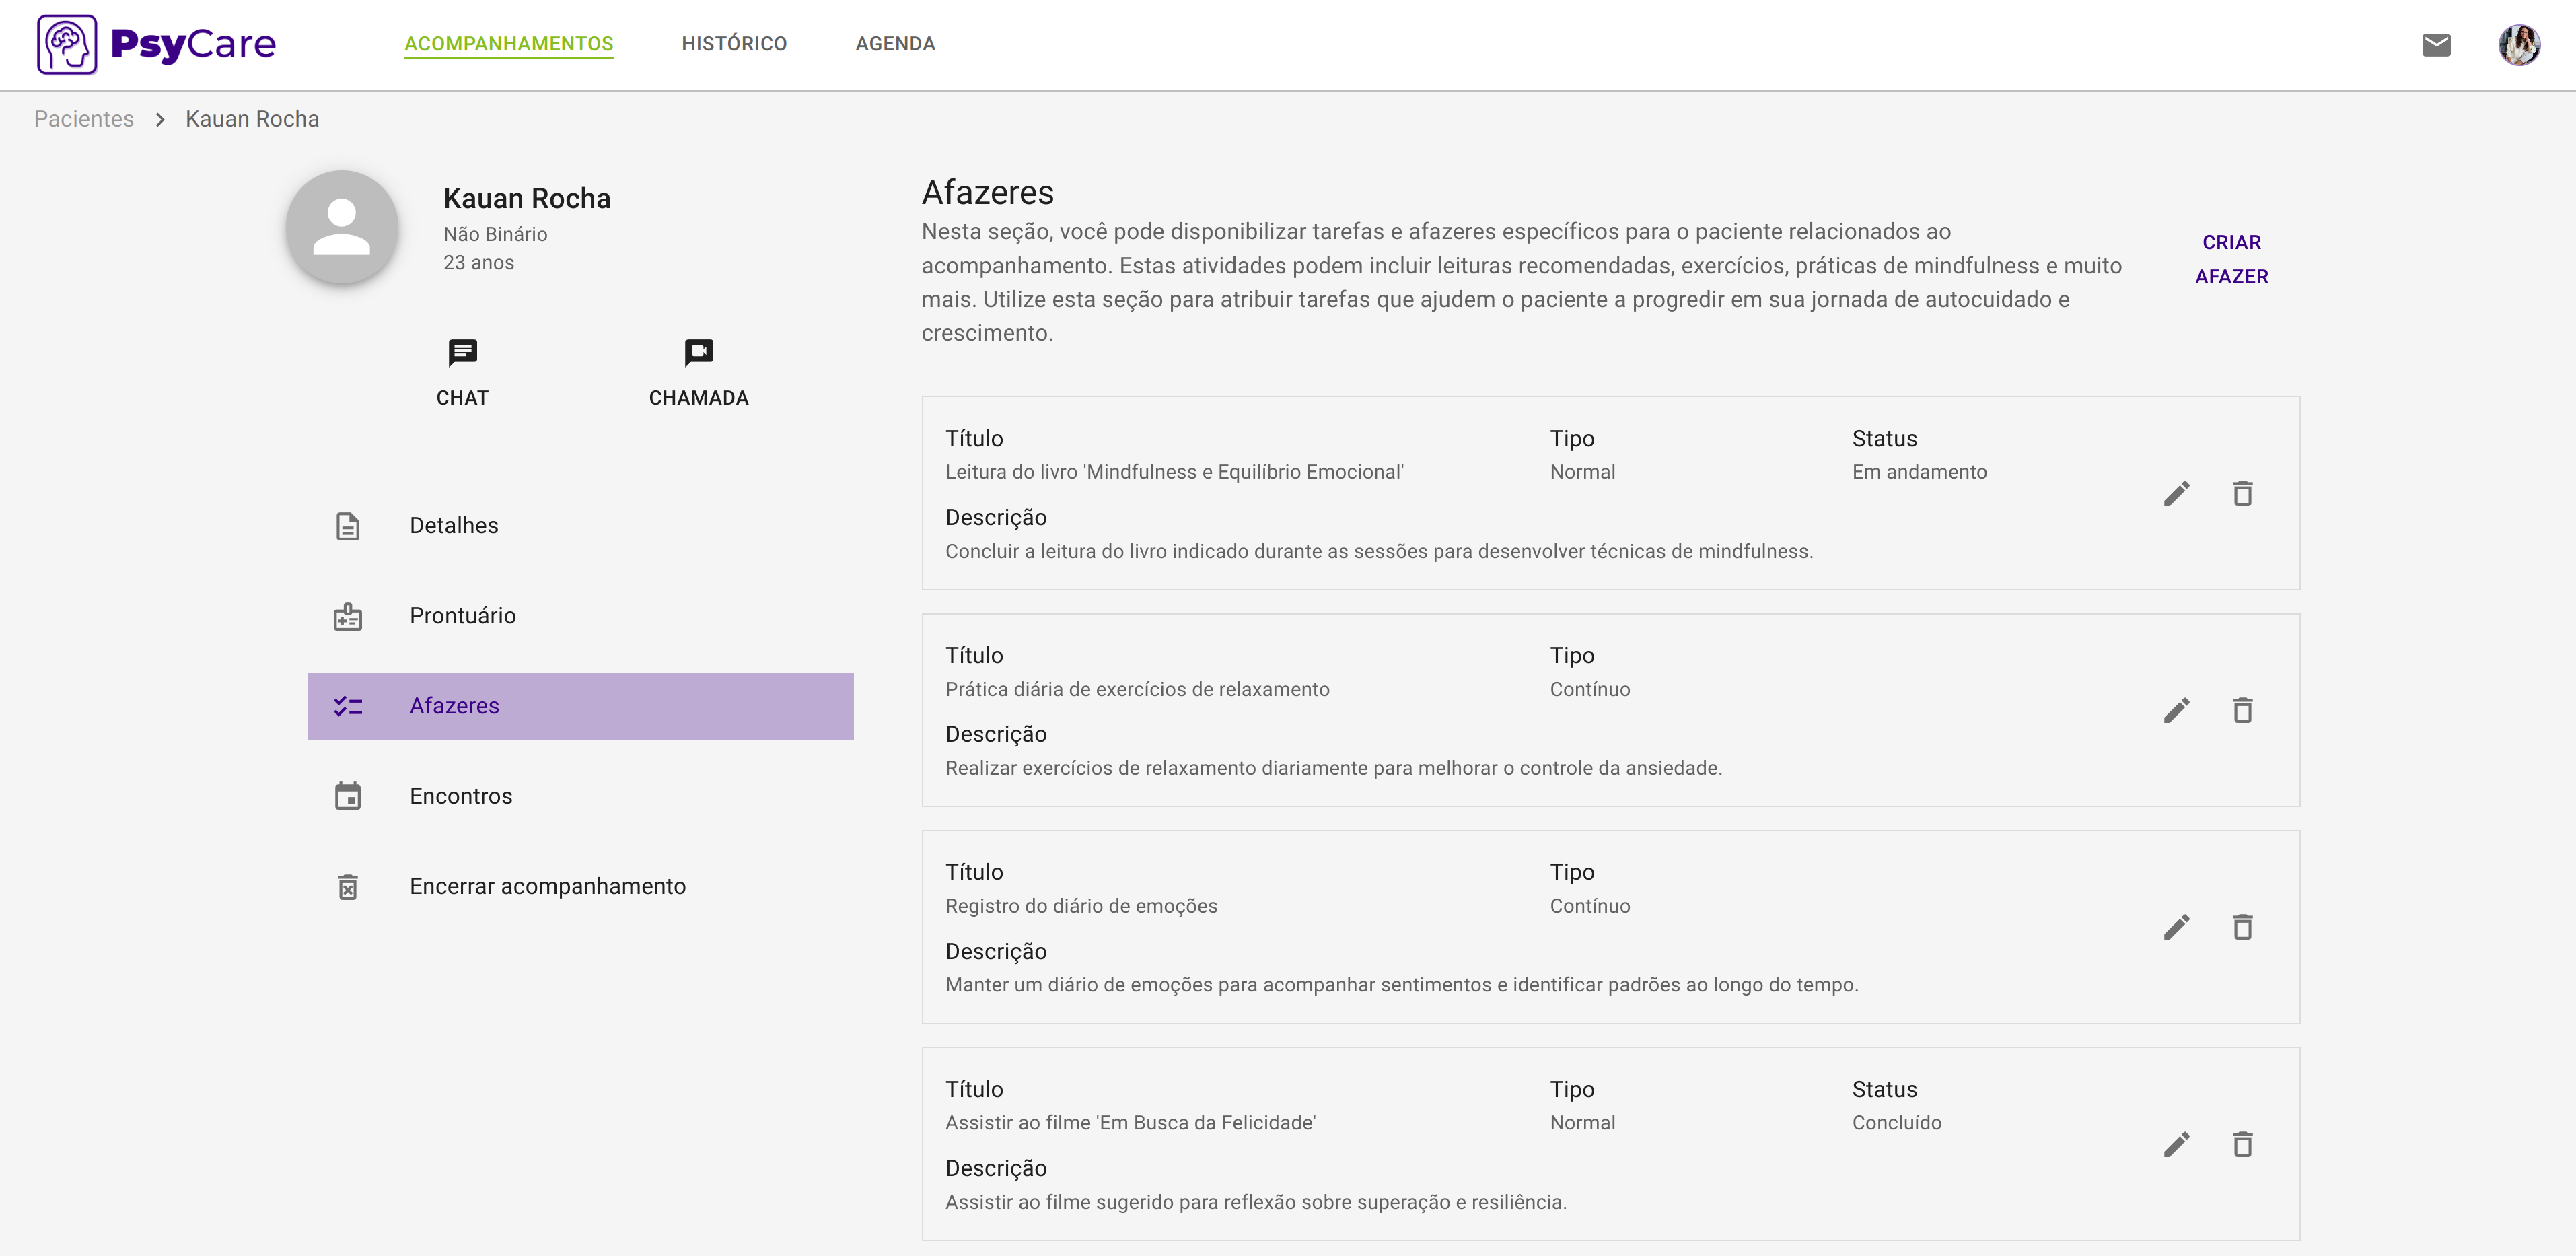 PsyCare
ACOMPANHAMENTOS HISTÓRICO AGENDA
Pacientes > Kauan Rocha
Kauan Rocha
Não Binário
23 anos
CHAT CHAMADA
Detalhes
Prontuário
Afazeres
Encontros
Encerrar acompanhamento
Afazeres
Nesta seção, você pode disponibilizar tarefas e afazeres específicos para o paciente relacionados ao
acompanhamento. Estas atividades podem incluir leituras recomendadas, exercícios, práticas de mindfulness e muito
mais. Utilize esta seção para atribuir tarefas que ajudem o paciente a progredir em sua jornada de autocuidado e
crescimento.
CRIAR
AFAZER
Título Tipo Status
Leitura do livro 'Mindfulness e Equilíbrio Emocional' Normal Em andamento
Descrição
Concluir a leitura do livro indicado durante as sessões para desenvolver técnicas de mindfulness.
Título Tipo
Prática diária de exercícios de relaxamento Contínuo
Descrição
Realizar exercícios de relaxamento diariamente para melhorar o controle da ansiedade.
Título Tipo
Registro do diário de emoções Contínuo
Descrição
Manter um diário de emoções para acompanhar sentimentos e identificar padrões ao longo do tempo.
Título Tipo Status
Assistir ao filme 'Em Busca da Felicidade' Normal Concluído
Descrição
Assistir ao filme sugerido para reflexão sobre superação e resiliência.